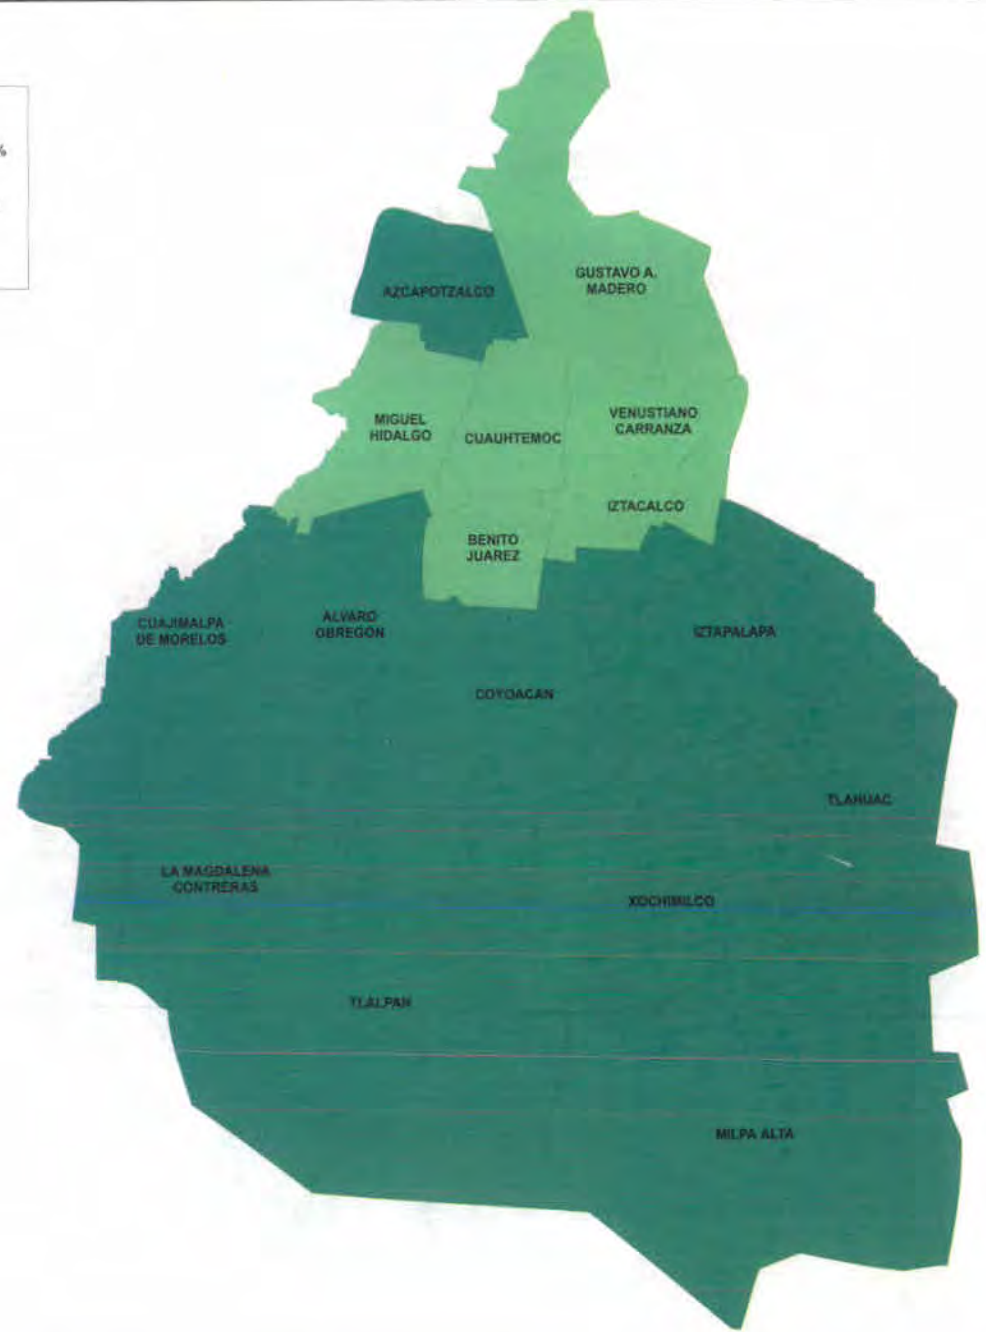 %
GUSTAVO A.
MADERO
AZCAPOTZALCO
MIGUEL
HIDALGO
CUAUHTEMOC
VENUSTIANO
CARRANZA
IZTACALCO
BENITO
JUAREZ
CUAJIMALPA
DE MORELOS
ALVARO
OBREGON
IZTAPALAPA
COYOACAN
TLAHUAC
LA MAGDALENA
CONTRERAS
XOCHIMILCO
TLALPAN
MILPA ALTA